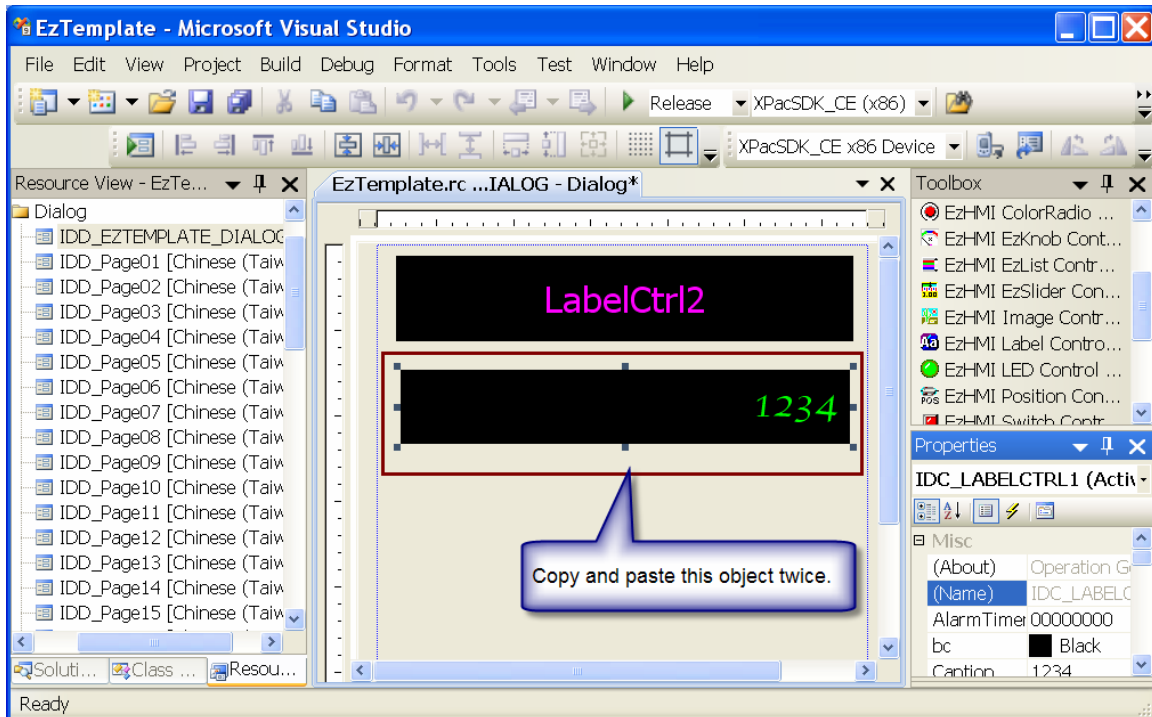 EzTemplate - Microsoft Visual Studio
File Edit View Project Build Debug Format Tools Test Window Help
Release XPacSDK_CE (x86)
XPacSDK_CE x86 Device
Resource View - EzTe...
EzTemplate.rc ...IALOG - Dialog*
Toolbox
Dialog
IDD_EZTEMPLATE_DIALOG
IDD_Page01 [Chinese (Taiw
IDD_Page02 [Chinese (Taiw
IDD_Page03 [Chinese (Taiw
IDD_Page04 [Chinese (Taiw
IDD_Page05 [Chinese (Taiw
IDD_Page06 [Chinese (Taiw
IDD_Page07 [Chinese (Taiw
IDD_Page08 [Chinese (Taiw
IDD_Page09 [Chinese (Taiw
IDD_Page10 [Chinese (Taiw
IDD_Page11 [Chinese (Taiw
IDD_Page12 [Chinese (Taiw
IDD_Page13 [Chinese (Taiw
IDD_Page14 [Chinese (Taiw
IDD_Page15 [Chinese (Taiw
Soluti... Class ... Resou...
LabelCtrl2
1234
Copy and paste this object twice.
EzHMI ColorRadio ...
EzHMI EzKnob Cont...
EzHMI EzList Contr...
EzHMI EzSlider Con...
EzHMI Image Contr...
EzHMI Label Contro...
EzHMI LED Control ...
EzHMI Position Con...
EzHMI Switch Contr
Properties
IDC_LABELCTRL1 (Activ
Misc
(About) Operation G
(Name) IDC_LABELC
AlarmTimer 00000000
bc Black
Caption 1234
Ready